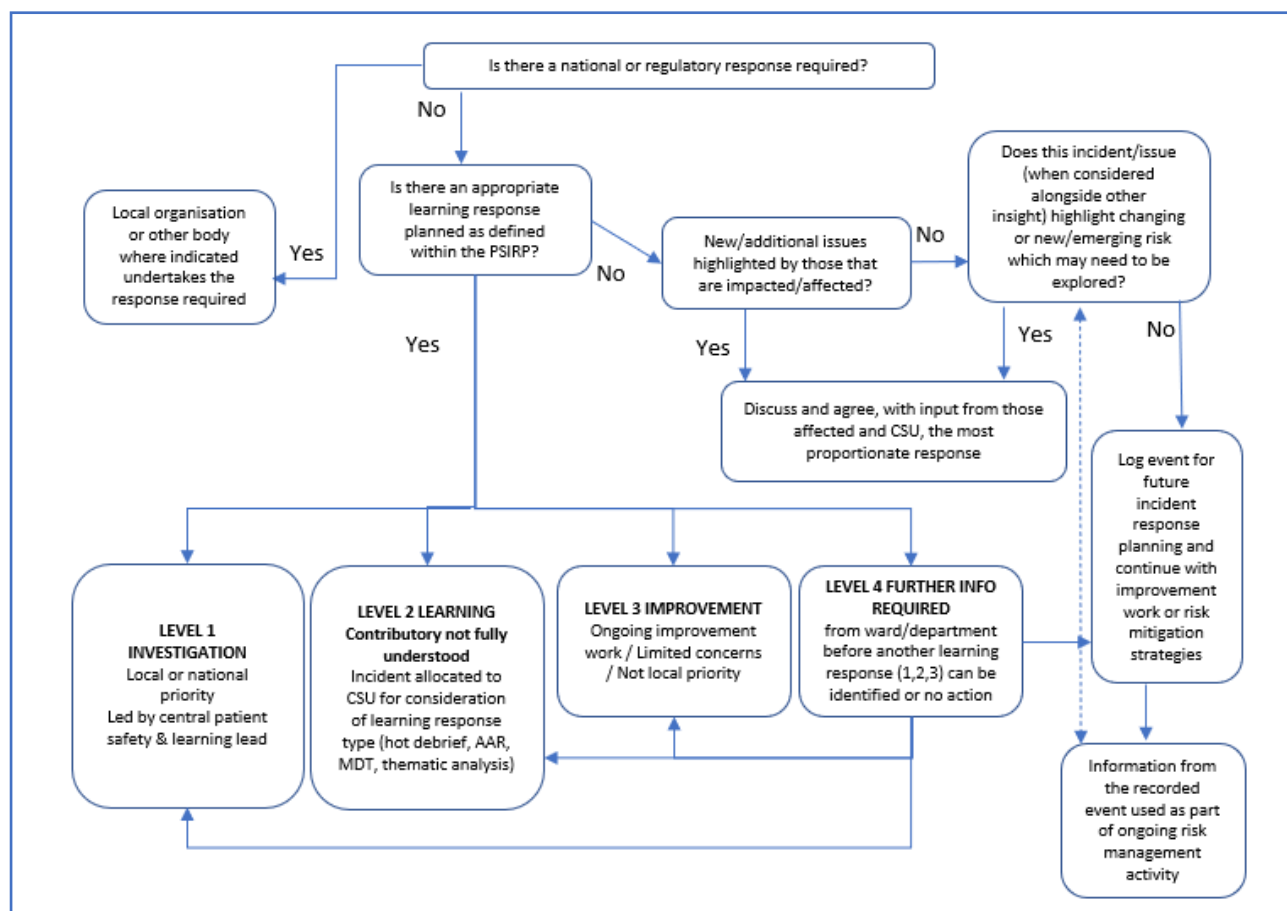 Is there a national or regulatory response required?
No
Yes
Local organisation
or other body
where indicated
undertakes the
response required
Is there an appropriate
learning response
planned as defined
within the PSIRP?
No
Yes
New/additional issues
highlighted by those that
are impacted/affected?
No
Yes
Does this incident/issue
(when considered
alongside other
insight) highlight changing
or new/emerging risk
which may need to be
explored?
Yes
No
Discuss and agree, with input from those
affected and CSU, the most
proportionate response
Log event for
future
incident
response
planning and
continue with
improvement
work or risk
mitigation
strategies
LEVEL 1
INVESTIGATION
Local or national
priority
Led by central patient
safety & learning lead
LEVEL 2 LEARNING
Contributory not fully
understood
Incident allocated to
CSU for consideration
of learning response
type (hot debrief, AAR,
MDT, thematic analysis)
LEVEL 3 IMPROVEMENT
Ongoing improvement
work / Limited concerns
/ Not local priority
LEVEL 4 FURTHER INFO
REQUIRED
from ward/department
before another learning
response (1,2,3) can be
identified or no action
Information from
the recorded
event used as part
of ongoing risk
management
activity